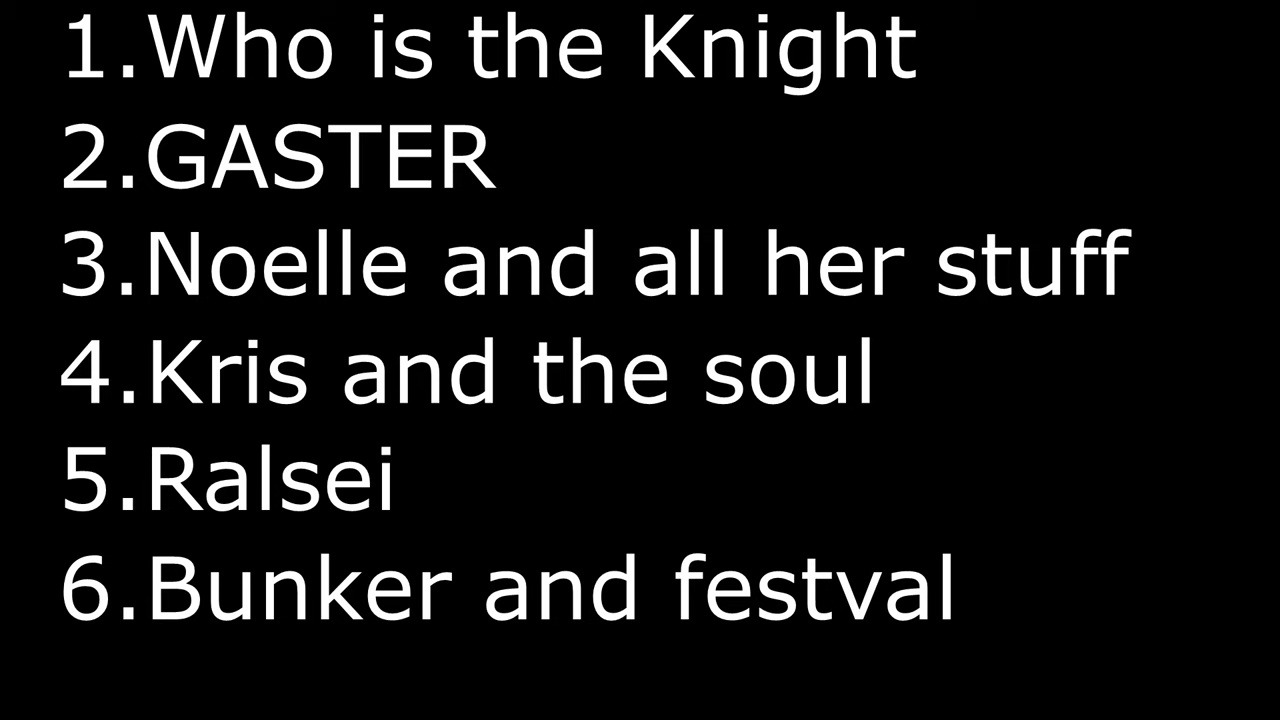 1.Who is the Knight
2.GASTER
3.Noelle and all her stuff
4.Kris and the soul
5.Ralsei
6.Bunker and festval